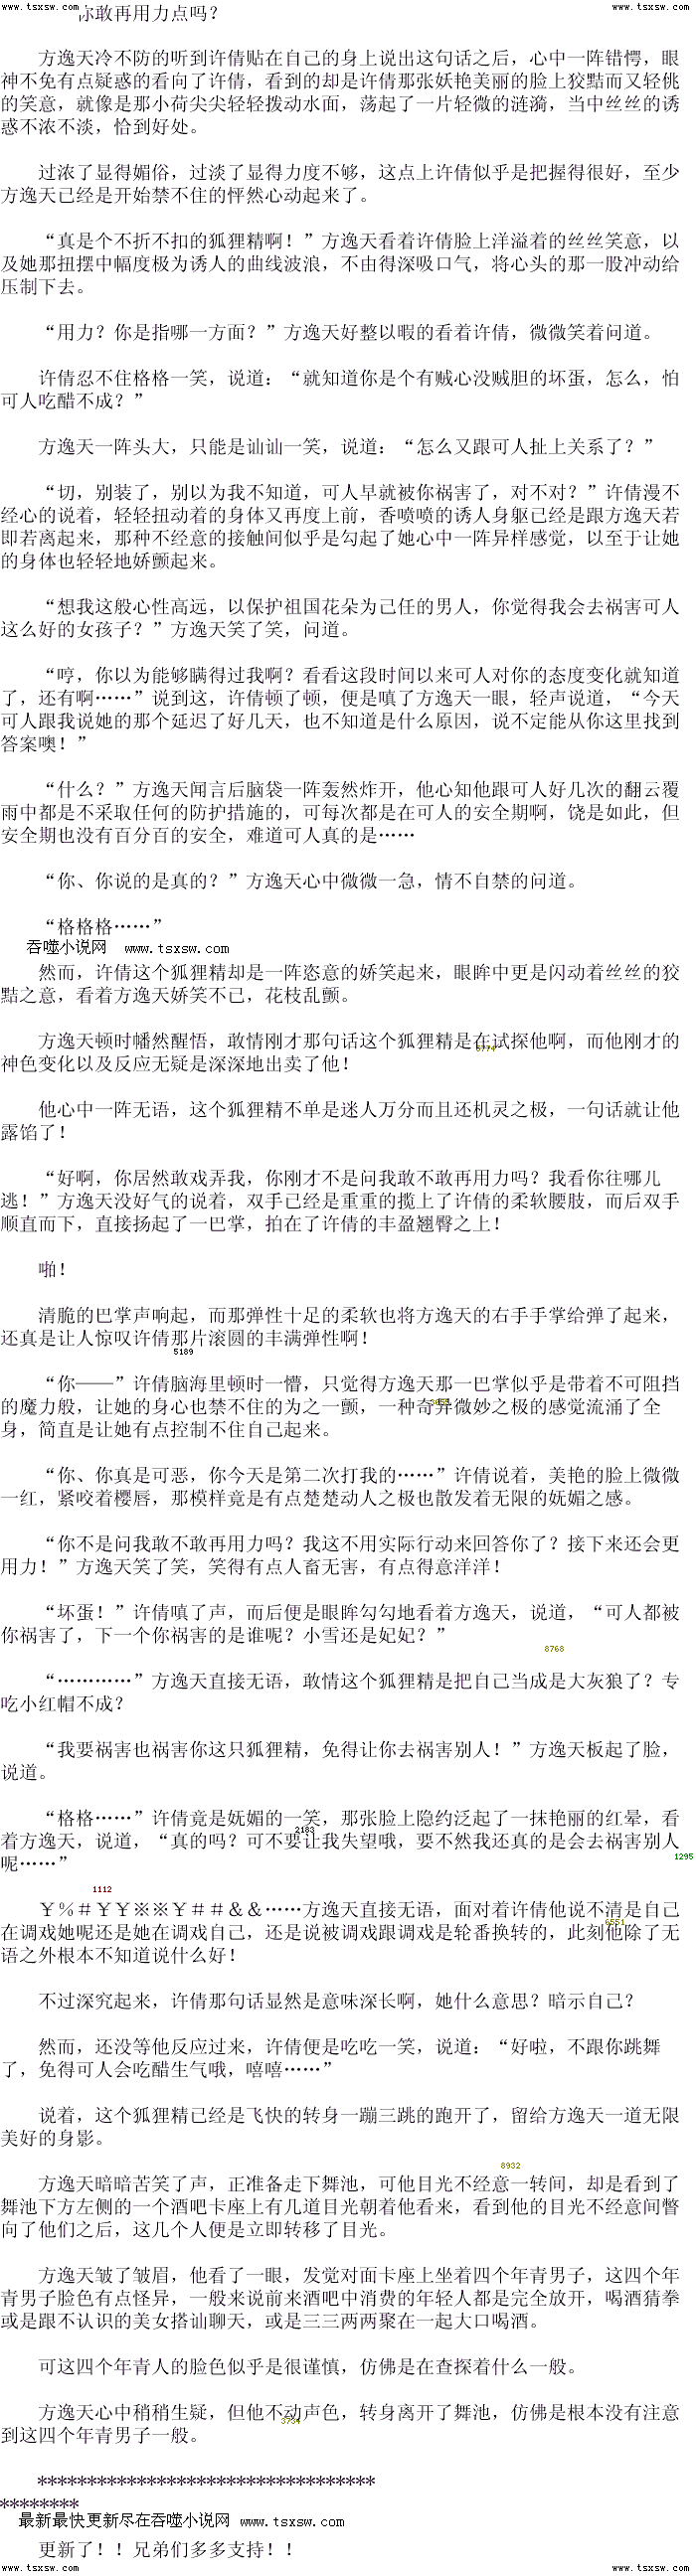 www.tsxsw.com www.tsxsw.com
你敢再用力点吗？
方逸天冷不防的听到许倩贴在自己的身上说出这句话之后，心中一阵错愕，眼
神不免有点疑惑的看向了许倩，看到的却是许倩那张妖艳美丽的脸上狡黠而又轻佻
的笑意，就像是那小荷尖尖轻轻拨动水面，荡起了一片轻微的涟漪，当中丝丝的诱
惑不浓不淡，恰到好处。
过浓了显得媚俗，过淡了显得力度不够，这点上许倩似乎是把握得很好，至少
方逸天已经是开始禁不住的怦然心动起来了。
“真是个不折不扣的狐狸精啊！”方逸天看着许倩脸上洋溢着的丝丝笑意，以
及她那扭摆中幅度极为诱人的曲线波浪，不由得深吸口气，将心头的那一股冲动给
压制下去。
“用力？你是指哪一方面？”方逸天好整以暇的看着许倩，微微笑着问道。
许倩忍不住格格一笑，说道：“就知道你是个有贼心没贼胆的坏蛋，怎么，怕
可人吃醋不成？”
方逸天一阵头大，只能是讪讪一笑，说道：“怎么又跟可人扯上关系了？”
“切，别装了，别以为我不知道，可人早就被你祸害了，对不对？”许倩漫不
经心的说着，轻轻扭动着的身体又再度上前，香喷喷的诱人身躯已经是跟方逸天若
即若离起来，那种不经意的接触间似乎是勾起了她心中一阵异样感觉，以至于让她
的身体也轻轻地娇颤起来。
“想我这般心性高远，以保护祖国花朵为己任的男人，你觉得我会去祸害可人
这么好的女孩子？”方逸天笑了笑，问道。
“哼，你以为能够瞒得过我啊？看看这段时间以来可人对你的态度变化就知道
了，还有啊……”说到这，许倩顿了顿，便是嗔了方逸天一眼，轻声说道，“今天
可人跟我说她的那个延迟了好几天，也不知道是什么原因，说不定能从你这里找到
答案噢！”
“什么？”方逸天闻言后脑袋一阵轰然炸开，他心知他跟可人好几次的翻云覆
雨中都是不采取任何的防护措施的，可每次都是在可人的安全期啊，饶是如此，但
安全期也没有百分百的安全，难道可人真的是……
“你、你说的是真的？”方逸天心中微微一急，情不自禁的问道。
“格格格……”
吞噬小说网 www.tsxsw.com
然而，许倩这个狐狸精却是一阵恣意的娇笑起来，眼眸中更是闪动着丝丝的狡
黠之意，看着方逸天娇笑不已，花枝乱颤。
方逸天顿时幡然醒悟，敢情刚才那句话这个狐狸精是在试探他啊，而他刚才的
神色变化以及反应无疑是深深地出卖了他！
他心中一阵无语，这个狐狸精不单是迷人万分而且还机灵之极，一句话就让他
露馅了！
“好啊，你居然敢戏弄我，你刚才不是问我敢不敢再用力吗？我看你往哪儿
逃！”方逸天没好气的说着，双手已经是重重的揽上了许倩的柔软腰肢，而后双手
顺直而下，直接扬起了一巴掌，拍在了许倩的丰盈翘臀之上！
啪！
清脆的巴掌声响起，而那弹性十足的柔软也将方逸天的右手手掌给弹了起来，
还真是让人惊叹许倩那片滚圆的丰满弹性啊！
5189
“你——”许倩脑海里顿时一懵，只觉得方逸天那一巴掌似乎是带着不可阻挡
的魔力般，让她的身心也禁不住的为之一颤，一种奇异微妙之极的感觉流涌了全
身，简直是让她有点控制不住自己起来。
“你、你真是可恶，你今天是第二次打我的……”许倩说着，美艳的脸上微微
一红，紧咬着樱唇，那模样竟是有点楚楚动人之极也散发着无限的妩媚之感。
“你不是问我敢不敢再用力吗？我这不用实际行动来回答你了？接下来还会更
用力！”方逸天笑了笑，笑得有点人畜无害，有点得意洋洋！
“坏蛋！”许倩嗔了声，而后便是眼眸勾勾地看着方逸天，说道，“可人都被
你祸害了，下一个你祸害的是谁呢？小雪还是妃妃？”
8768
“…………”方逸天直接无语，敢情这个狐狸精是把自己当成是大灰狼了？专
吃小红帽不成？
“我要祸害也祸害你这只狐狸精，免得让你去祸害别人！”方逸天板起了脸，
说道。
“格格……”许倩竟是妩媚的一笑，那张脸上隐约泛起了一抹艳丽的红晕，看
2183
着方逸天，说道，“真的吗？可不要让我失望哦，要不然我还真的是会去祸害别人
1295
呢……”
1112
￥％＃￥￥※※￥＃＃＆＆……方逸天直接无语，面对着许倩他说不清是自己
6551
在调戏她呢还是她在调戏自己，还是说被调戏跟调戏是轮番换转的，此刻他除了无
语之外根本不知道说什么好！
不过深究起来，许倩那句话显然是意味深长啊，她什么意思？暗示自己？
然而，还没等他反应过来，许倩便是吃吃一笑，说道：“好啦，不跟你跳舞
了，免得可人会吃醋生气哦，嘻嘻……”
说着，这个狐狸精已经是飞快的转身一蹦三跳的跑开了，留给方逸天一道无限
美好的身影。
8932
方逸天暗暗苦笑了声，正准备走下舞池，可他目光不经意一转间，却是看到了
舞池下方左侧的一个酒吧卡座上有几道目光朝着他看来，看到他的目光不经意间瞥
向了他们之后，这几个人便是立即转移了目光。
方逸天皱了皱眉，他看了一眼，发觉对面卡座上坐着四个年青男子，这四个年
青男子脸色有点怪异，一般来说前来酒吧中消费的年轻人都是完全放开，喝酒猜拳
或是跟不认识的美女搭讪聊天，或是三三两两聚在一起大口喝酒。
可这四个年青人的脸色似乎是很谨慎，仿佛是在查探着什么一般。
方逸天心中稍稍生疑，但他不动声色，转身离开了舞池，仿佛是根本没有注意
3734
到这四个年青男子一般。
**********************************
********
最新最快更新尽在吞噬小说网 www.tsxsw.com
更新了！！兄弟们多多支持！！
www.tsxsw.com www.tsxsw.com